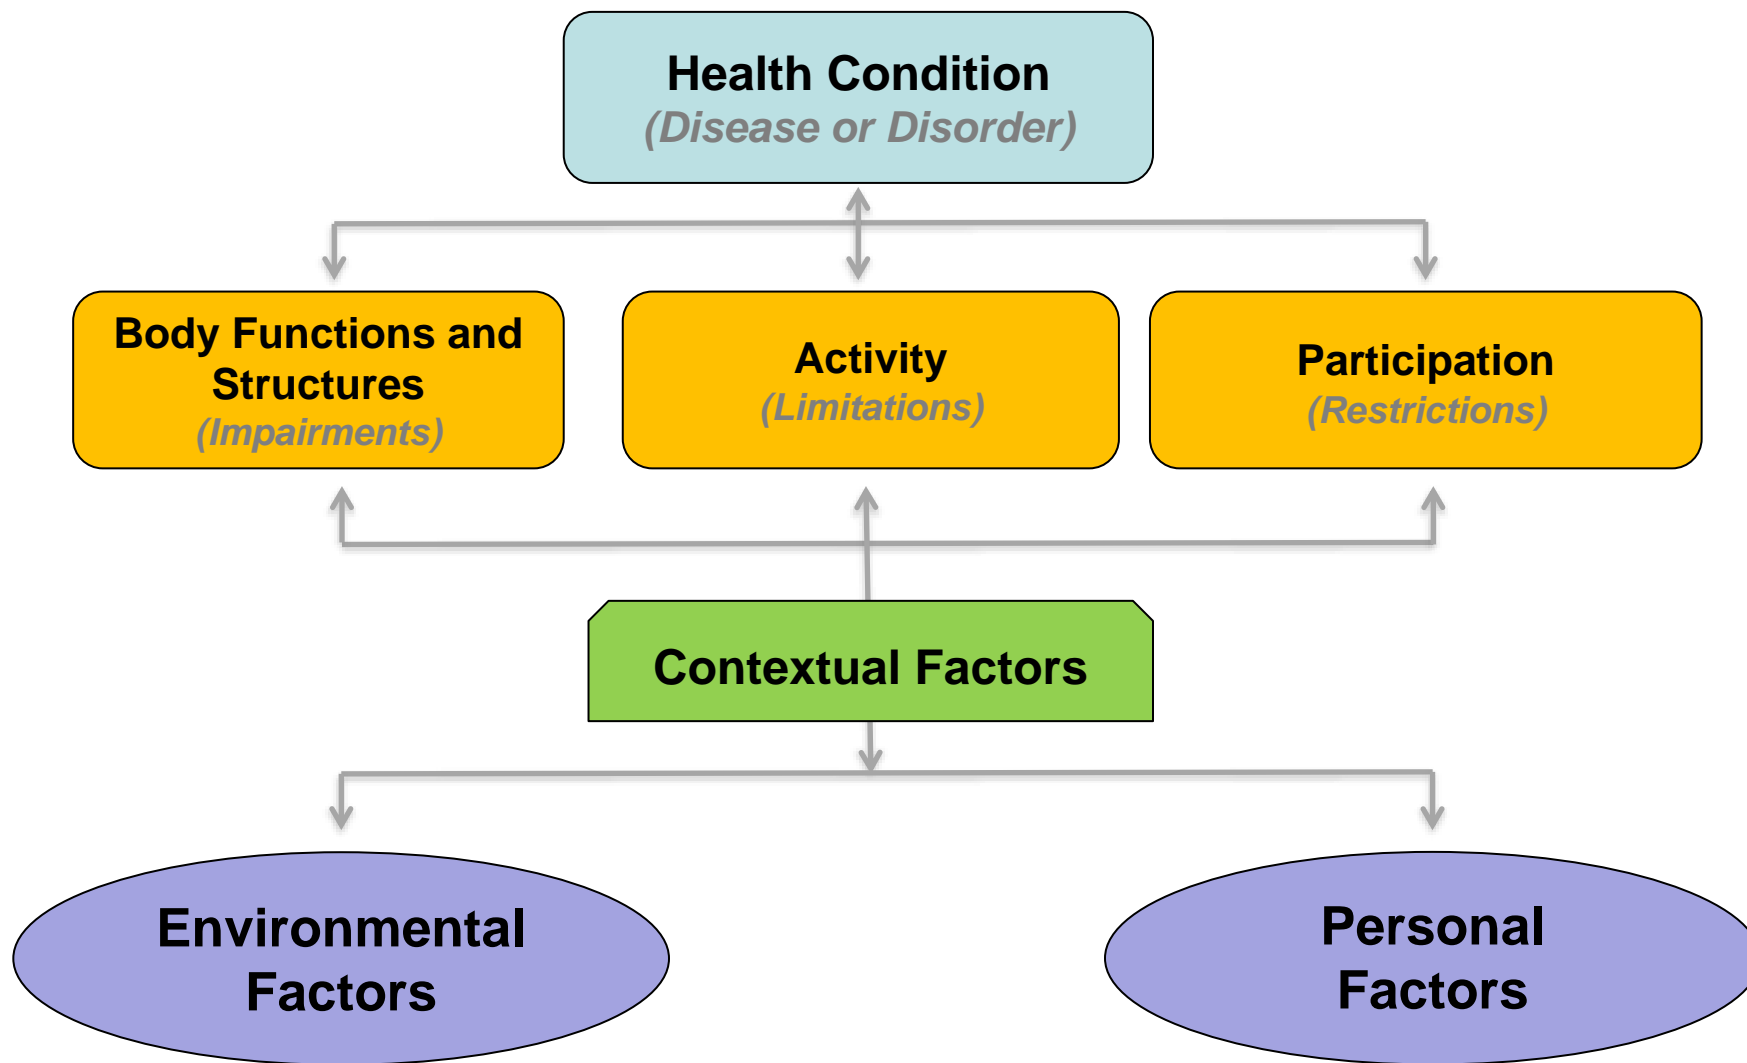 Health Condition
(Disease or Disorder)
Body Functions and
Structures
(Impairments)
Activity
(Limitations)
Participation
(Restrictions)
Contextual Factors
Environmental
Factors
Personal
Factors